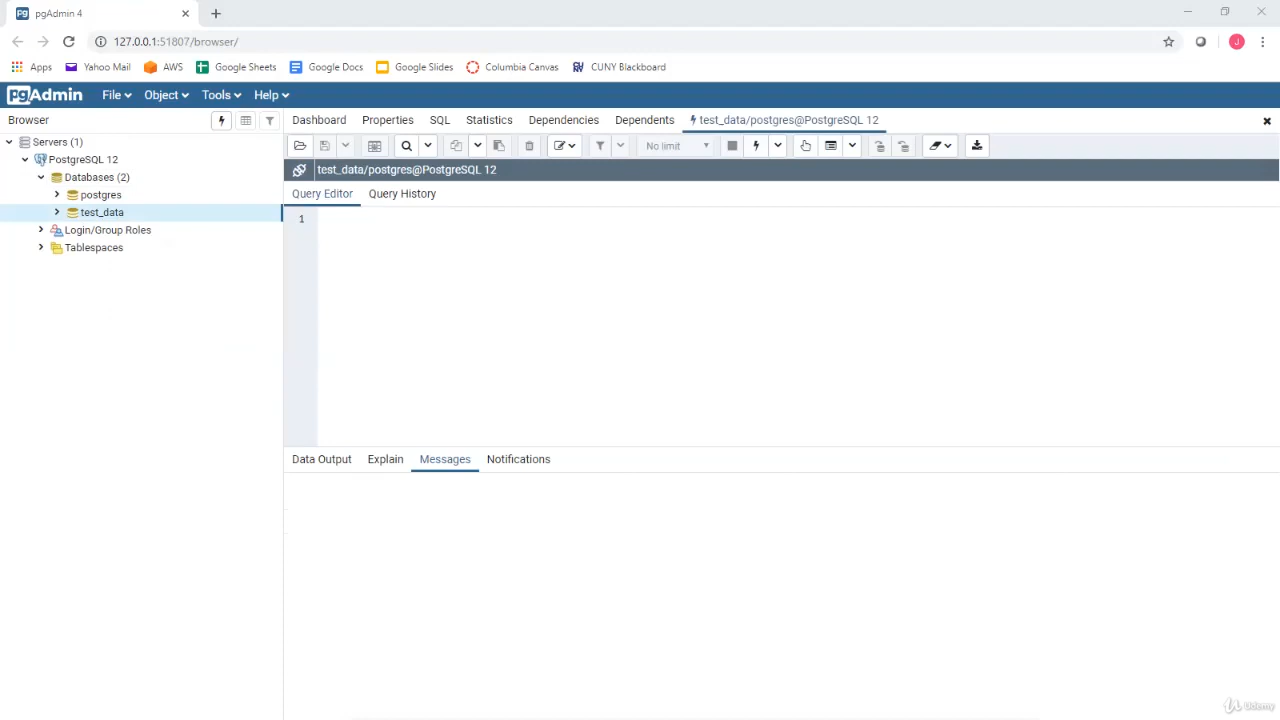 pgAdmin 4
127.0.0.1:51807/browser/
Apps Yahoo Mail AWS Google Sheets Google Docs Google Slides Columbia Canvas CUNY Blackboard
J
pgAdmin File Object Tools Help
Browser
Dashboard Properties SQL Statistics Dependencies Dependents test_data/postgres@PostgreSQL 12
Servers (1)
No limit
PostgreSQL 12
test_data/postgres@PostgreSQL 12
Databases (2)
postgres
Query Editor Query History
test_data
1
Login/Group Roles
Tablespaces
Data Output Explain Messages Notifications
Udemy